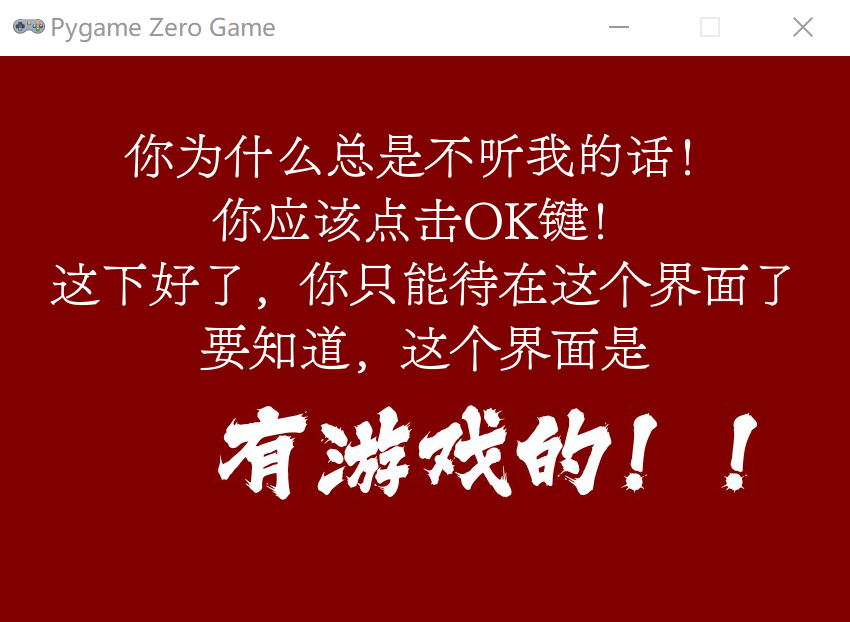 Pygame Zero Game
你为什么总是不听我的话！
你应该点击OK键！
这下好了，你只能待在这个界面了
要知道，这个界面是
有游戏的！！